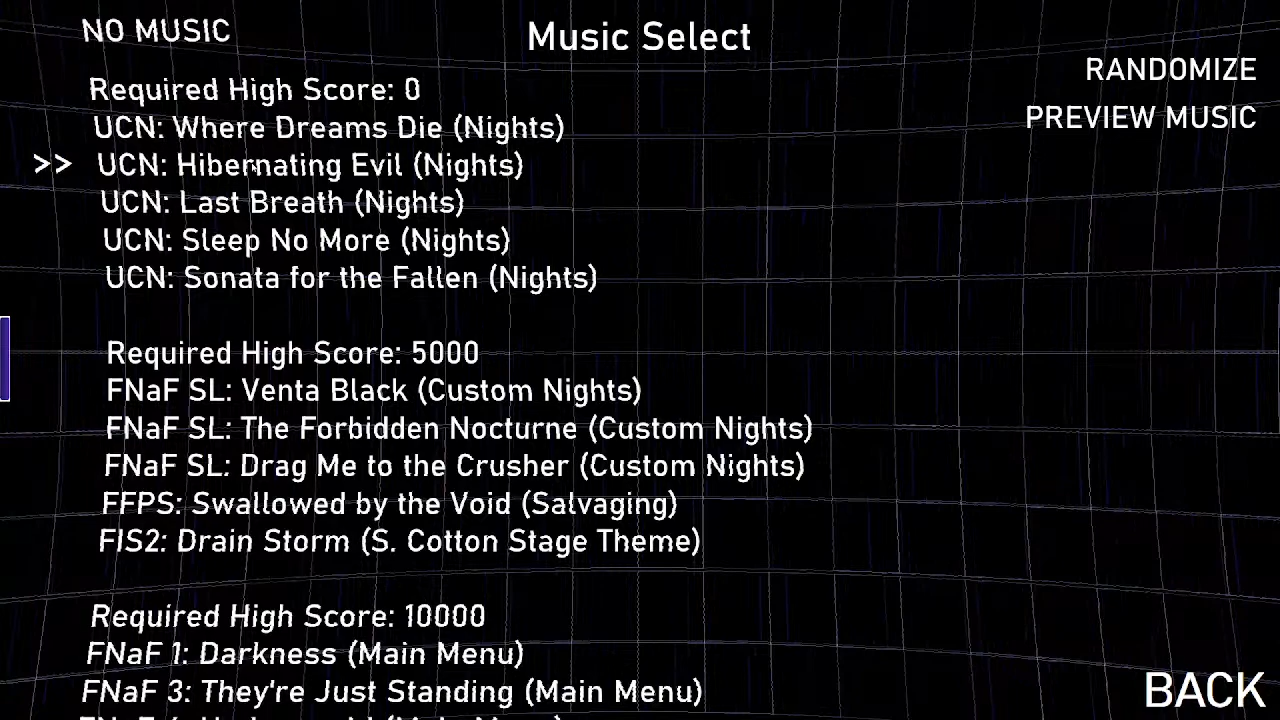 NO MUSIC
Music Select
RANDOMIZE
PREVIEW MUSIC
Required High Score: 0
UCN: Where Dreams Die (Nights)
>> UCN: Hibernating Evil (Nights)
UCN: Last Breath (Nights)
UCN: Sleep No More (Nights)
UCN: Sonata for the Fallen (Nights)
Required High Score: 5000
FNaF SL: Venta Black (Custom Nights)
FNaF SL: The Forbidden Nocturne (Custom Nights)
FNaF SL: Drag Me to the Crusher (Custom Nights)
FFPS: Swallowed by the Void (Salvaging)
FIS2: Drain Storm (S. Cotton Stage Theme)
Required High Score: 10000
FNaF 1: Darkness (Main Menu)
FNaF 3: They're Just Standing (Main Menu)
BACK